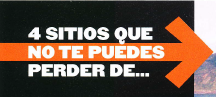 4 SITIOS QUE
NO TE PUEDES
PERDER DE...